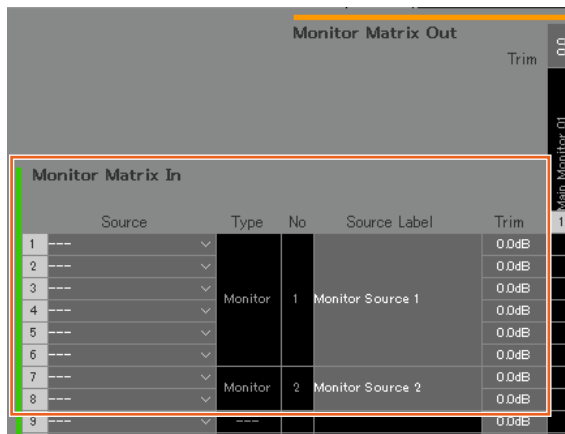 Monitor Matrix Out
Trim
0.0
Main Monitor 01
1
Monitor Matrix In
Source Type No Source Label Trim
1 --- 0.0dB
2 --- 0.0dB
3 --- 0.0dB
4 --- Monitor 1 Monitor Source 1 0.0dB
5 --- 0.0dB
6 --- 0.0dB
7 --- Monitor 2 Monitor Source 2 0.0dB
8 --- 0.0dB
9 --- --- 0.0dB